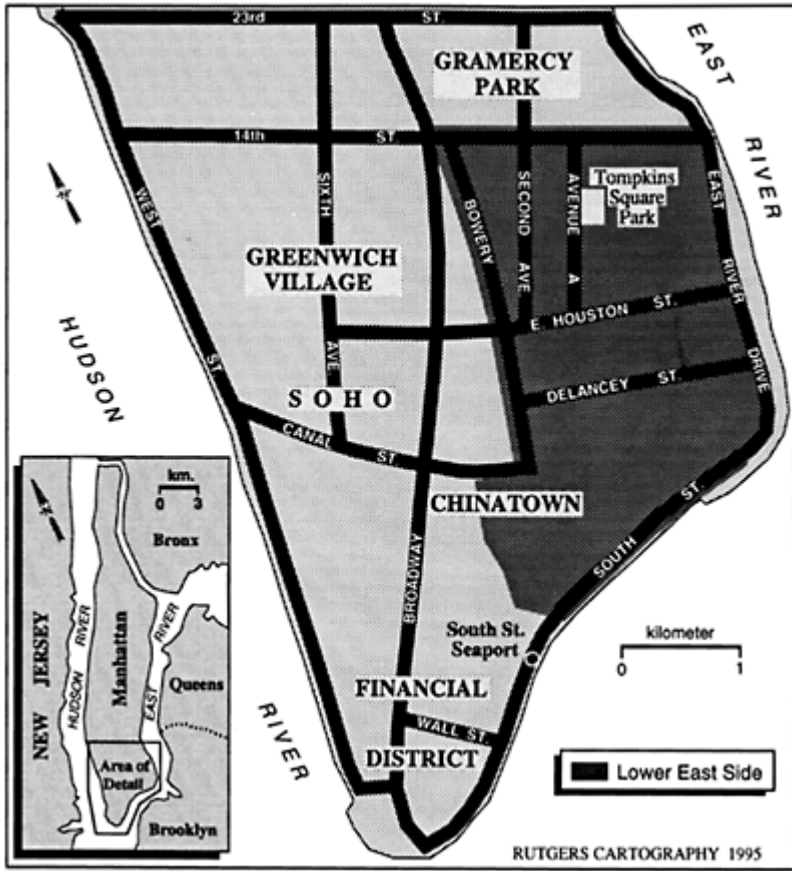 23rd ST.
EAST RIVER
GRAMERCY
PARK
14th ST.
WEST ST.
SIXTH AVE
BOWERY
SECOND AVE
AVENUE A
Tompkins
Square
Park
EAST RIVER DRIVE
GREENWICH
VILLAGE
E. HOUSTON ST.
HUDSON RIVER
SOHO
DELANCEY ST.
CANAL ST.
CHINATOWN
BROADWAY
SOUTH ST.
South St.
Seaport
kilometer
0 1
FINANCIAL
DISTRICT
WALL ST.
km.
0 3
Bronx
NEW JERSEY
HUDSON RIVER
Manhattan
EAST RIVER
Queens
Area of
Detail
Brooklyn
Lower East Side
RUTGERS CARTOGRAPHY 1995